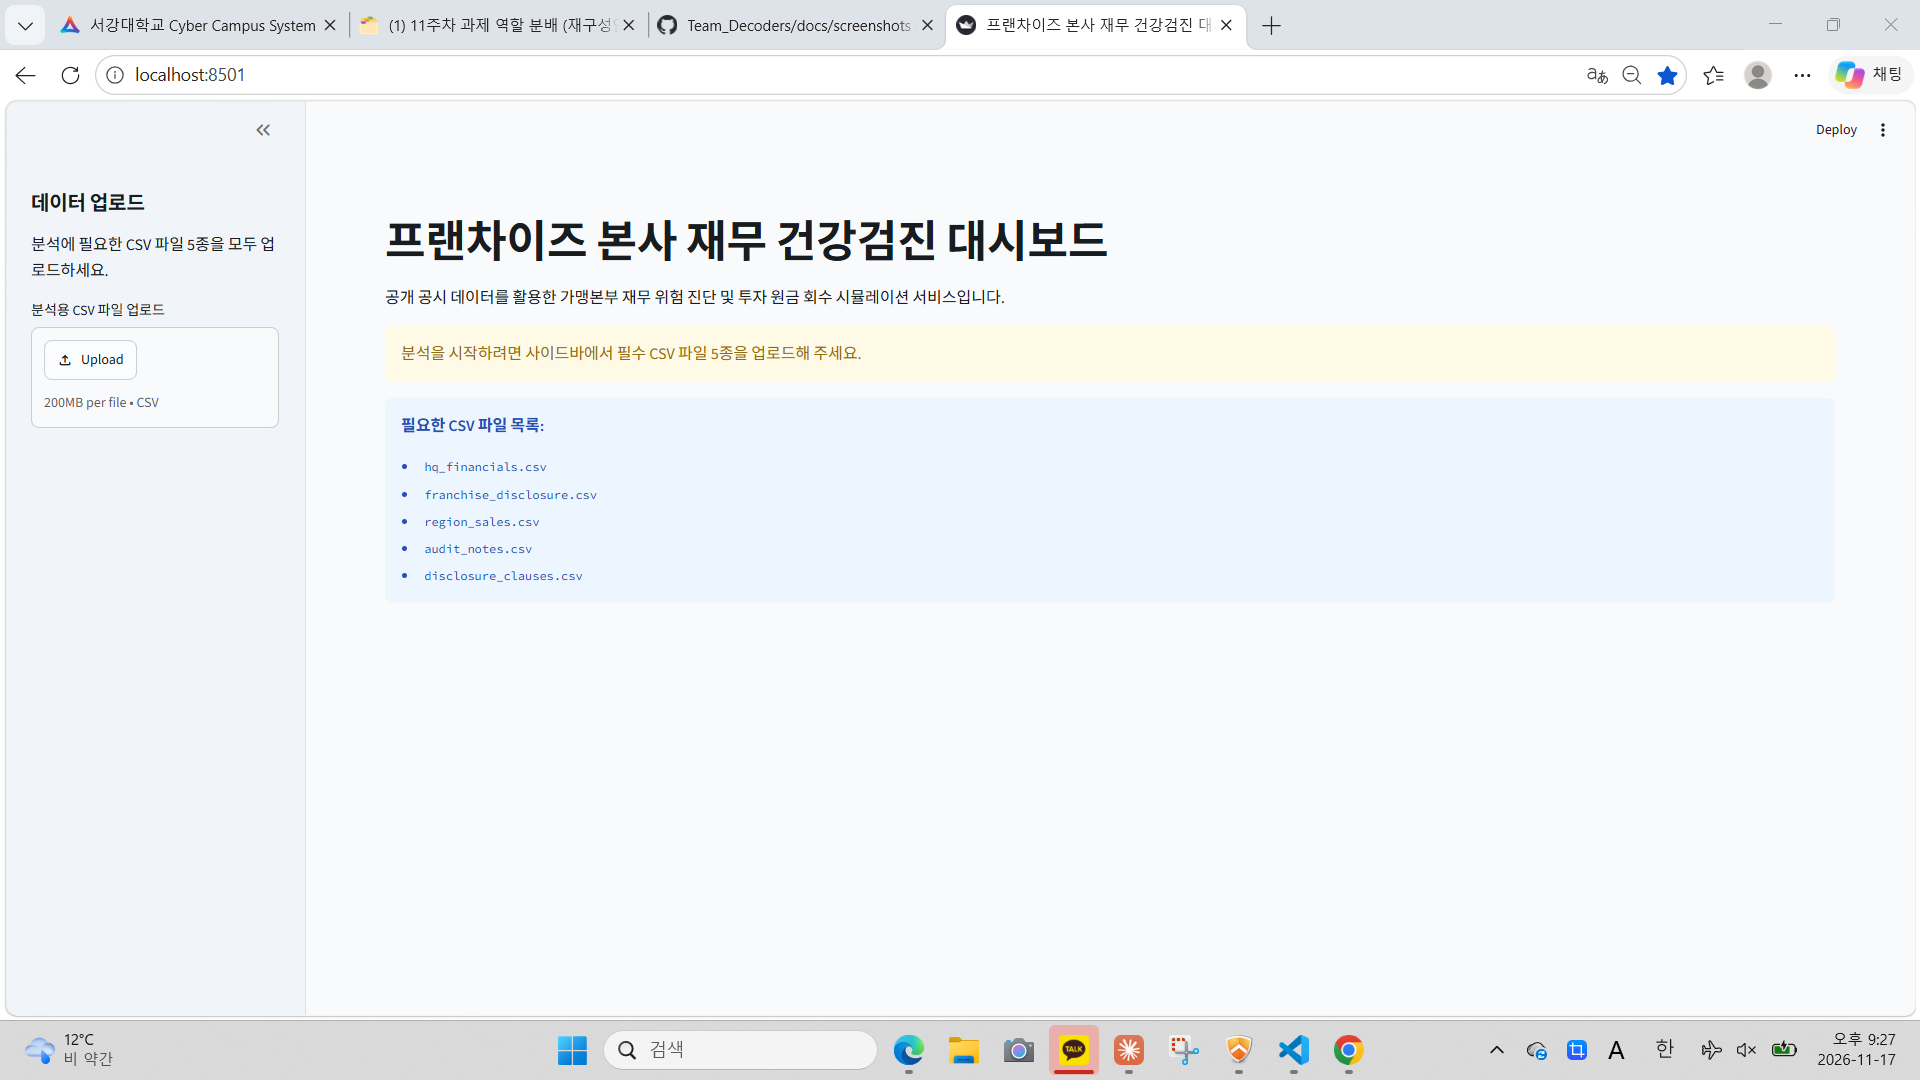 서강대학교 Cyber Campus System
(1) 11주차 과제 역할 분배 (재구성
Team_Decoders/docs/screenshots
프랜차이즈 본사 재무 건강검진 대
localhost:8501
채팅
Deploy
데이터 업로드
분석에 필요한 CSV 파일 5종을 모두 업
로드하세요.
분석용 CSV 파일 업로드
Upload
200MB per file • CSV
프랜차이즈 본사 재무 건강검진 대시보드
공개 공시 데이터를 활용한 가맹본부 재무 위험 진단 및 투자 원금 회수 시뮬레이션 서비스입니다.
분석을 시작하려면 사이드바에서 필수 CSV 파일 5종을 업로드해 주세요.
필요한 CSV 파일 목록:
hq_financials.csv
franchise_disclosure.csv
region_sales.csv
audit_notes.csv
disclosure_clauses.csv
12°C
비 약간
검색
TALK
A
한
오후 9:27
2026-11-17